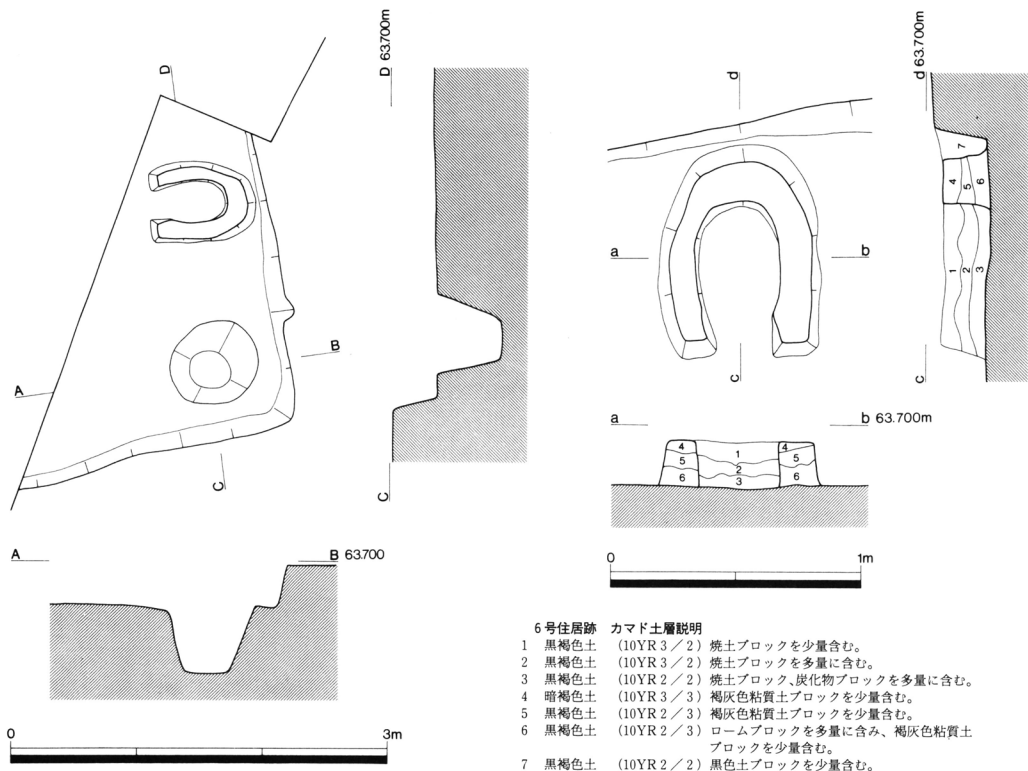 D
D 63.700m
d
d 63.700m
7
4
5
6
a
b
1
2
3
A
B
C
C
c
c
a
b 63.700m
4
1
4
5
2
5
6
3
6
A
B 63.700
0
1m
0
3m
6号住居跡 カマド土層説明
1 黒褐色土 (10YR3/2) 焼土ブロックを少量含む。
2 黒褐色土 (10YR3/2) 焼土ブロックを多量に含む。
3 黒褐色土 (10YR2/2) 焼土ブロック、炭化物ブロックを多量に含む。
4 暗褐色土 (10YR3/3) 褐灰色粘質土ブロックを少量含む。
5 黒褐色土 (10YR2/3) 褐灰色粘質土ブロックを少量含む。
6 黒褐色土 (10YR2/3) ロームブロックを多量に含み、褐灰色粘質土
ブロックを少量含む。
7 黒褐色土 (10YR2/2) 黒色土ブロックを少量含む。